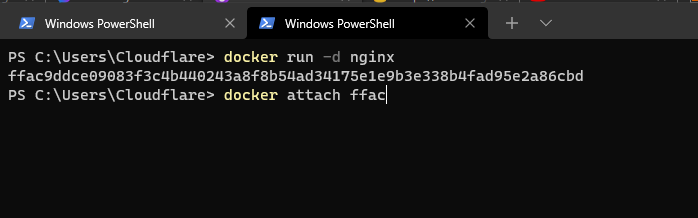 Windows PowerShell
Windows PowerShell
PS C:\Users\Cloudflare> docker run -d nginx
ffac9ddce09083f3c4b440243a8f8b54ad34175e1e9b3e338b4fad95e2a86cbd
PS C:\Users\Cloudflare> docker attach ffac